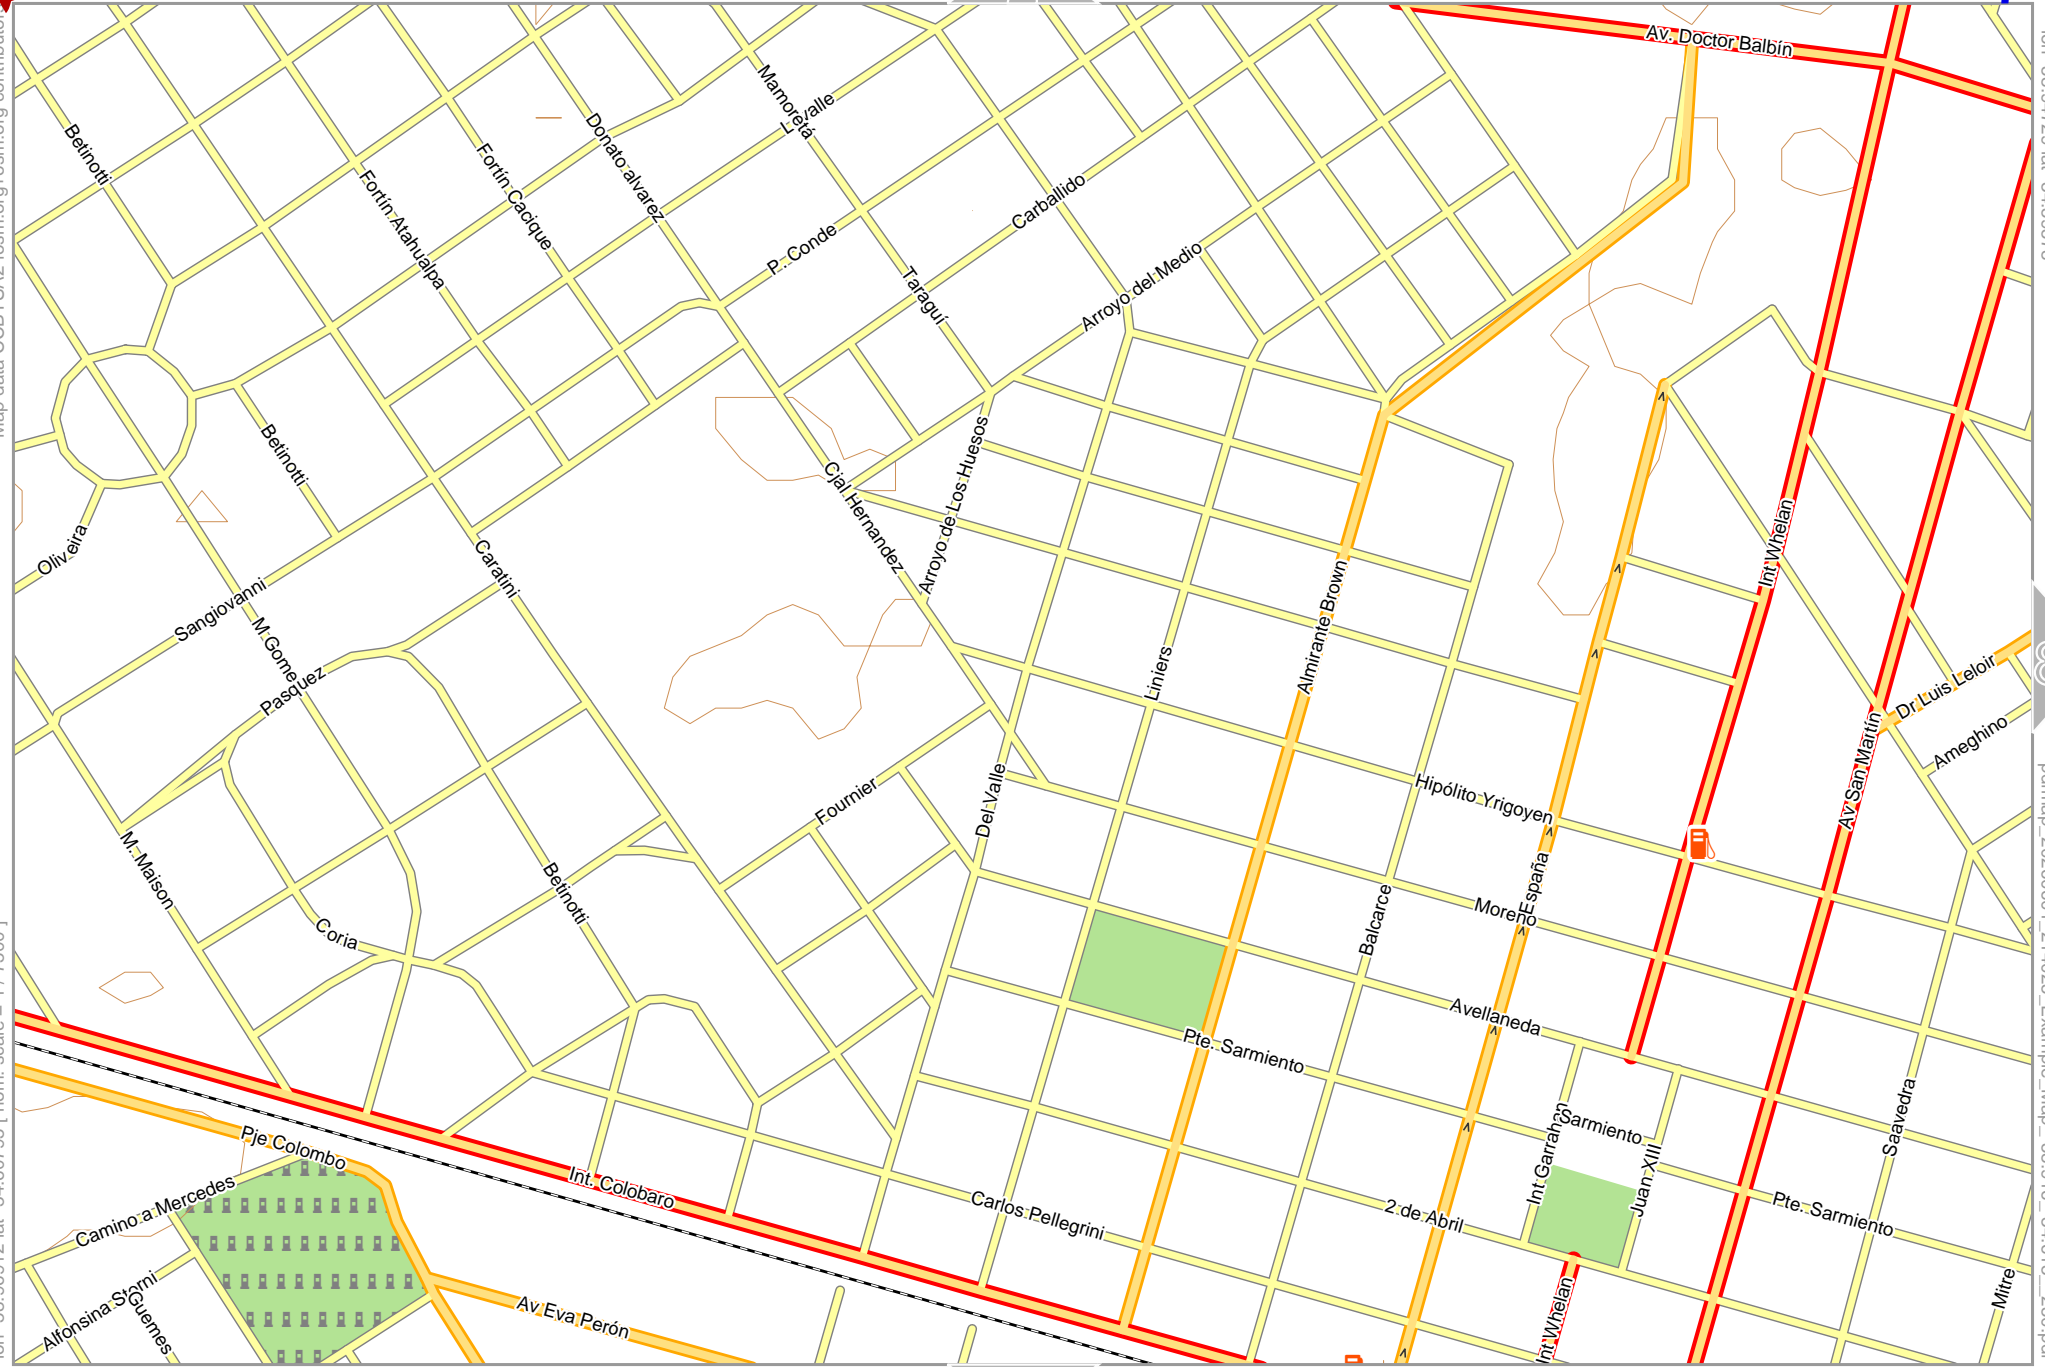 Av. Doctor Balbín
Mamoretá
Betinotti
Donato alvarez
Fortín Cacique
Fortín Atahualpa
Carballido
P. Conde
Arroyo del Medio
Taraguí
Betinotti
Arroyo de Los Huesos
Cjal Hernandez
Oliveira
Caratini
Int Whelan
Sangiovanni
M Gorne
Almirante Brown
Liniers
Pasquez
Dr Luis Leloir
Ameghino
Av San Martín
Del Valle
Fournier
Hipólito Yrigoyen
M. Maison
Betinotti
España
Moreno
Balcarce
Coria
Avellaneda
Pte. Sarmiento
Saavedra
Sarmiento
Int Garrahan
Juan XIII
Pje Colombo
Int. Colobaro
Camino a Mercedes
Carlos Pellegrini
2 de Abril
Pte. Sarmiento
Mitre
Alfonsina Storni
Guemes
Av Eva Perón
Int Whelan